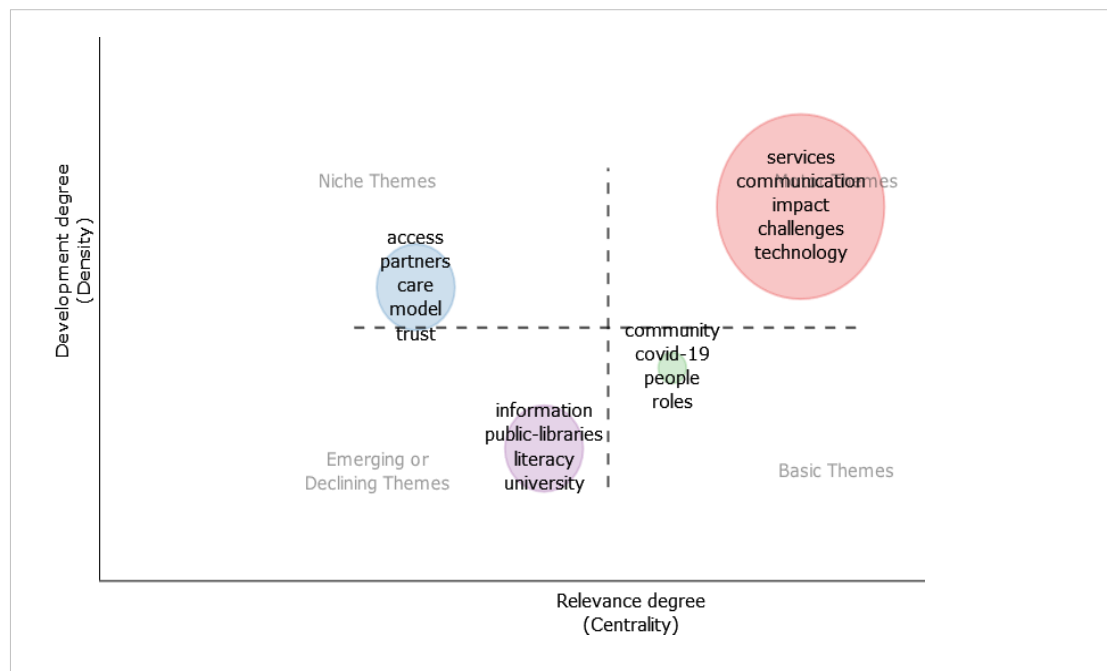 Niche Themes
services
communication
impact
challenges
technology
Themes
access
partners
care
model
trust
community
covid-19
people
roles
information
public-libraries
literacy
university
Emerging or
Declining Themes
Basic Themes
Development degree
(Density)
Relevance degree
(Centrality)